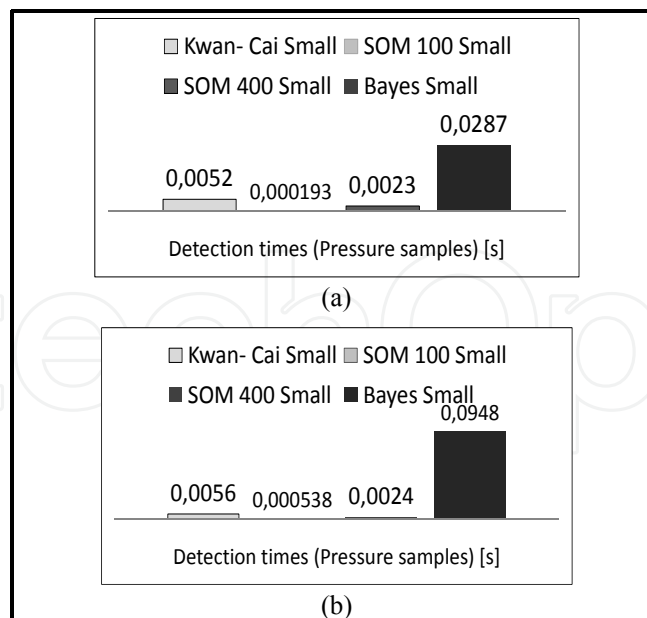 Kwan- Cai Small SOM 100 Small
SOM 400 Small Bayes Small
0,0287
0,0052 0,000193 0,0023
Detection times (Pressure samples) [s]
(a)
techOp
Kwan- Cai Small SOM 100 Small
SOM 400 Small Bayes Small
0,0948
0,0056 0,000538 0,0024
Detection times (Pressure samples) [s]
(b)